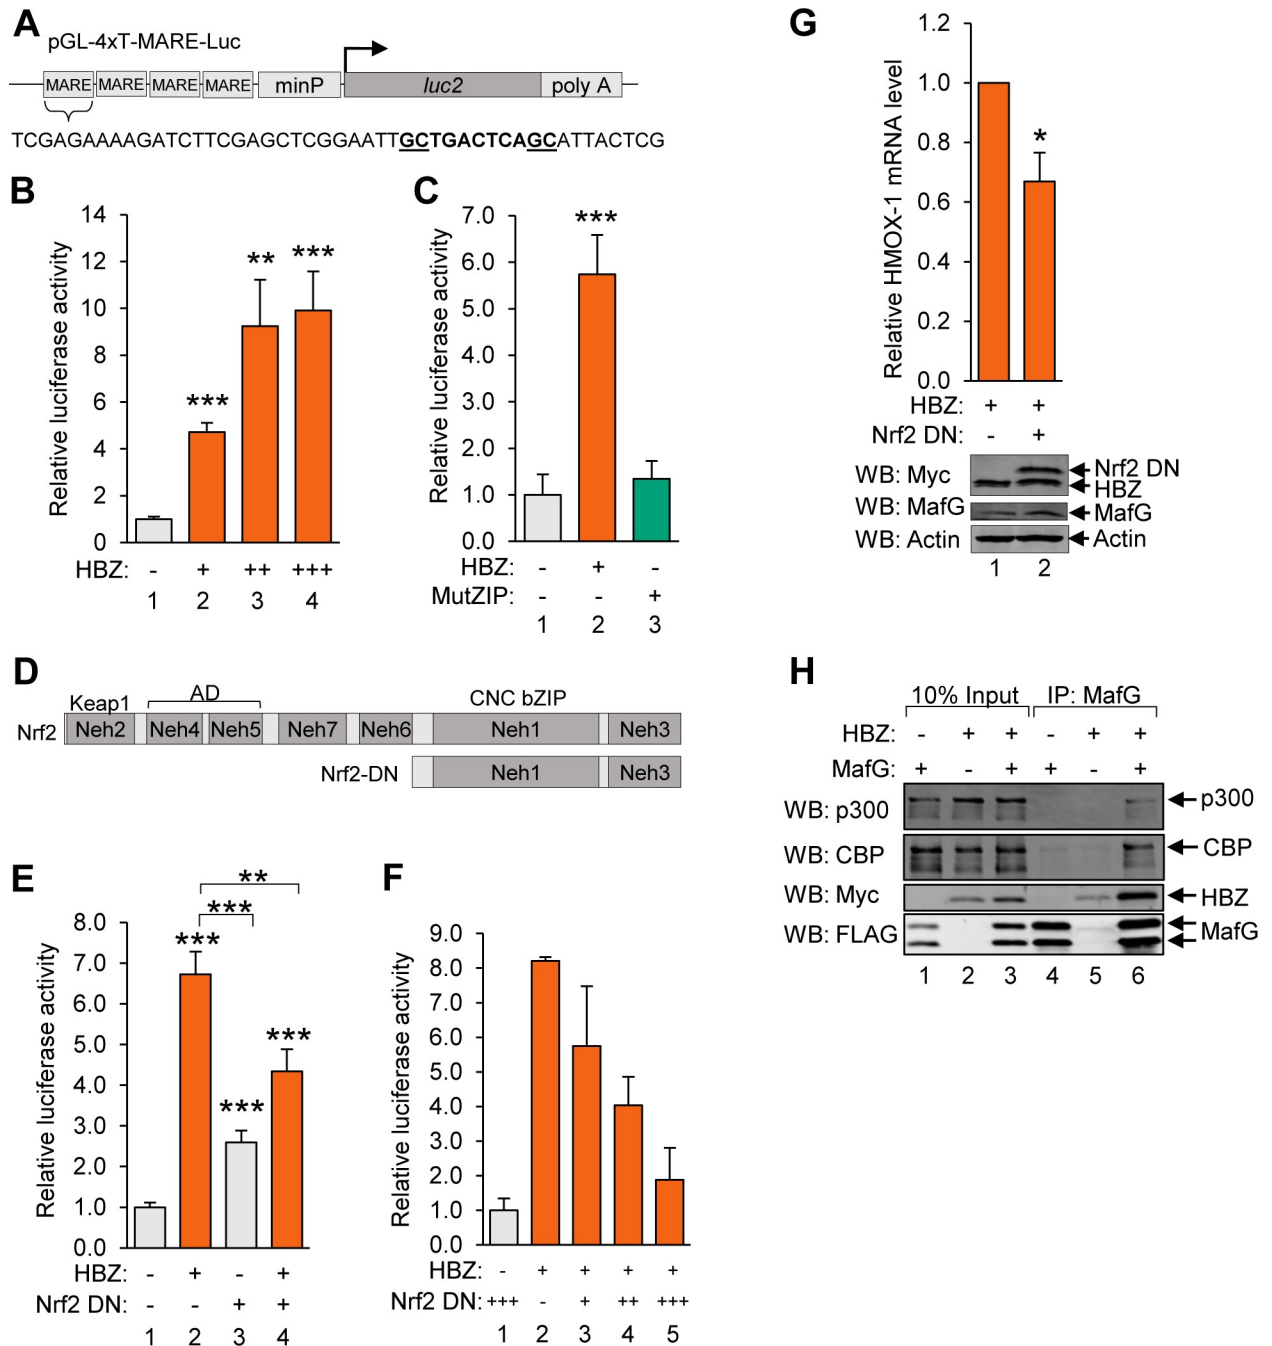 A
pGL-4xT-MARE-Luc
MARE MARE MARE MARE minP luc2 poly A
TCGAGAAAAGATCTTCGAGCTCGGAATTGCTGACTCAGCATTACTCG
B
Relative luciferase activity
14
12
10
8
6
4
2
0
*** ** ***
HBZ: - + ++ +++
1 2 3 4
C
Relative luciferase activity
7.0
6.0
5.0
4.0
3.0
2.0
1.0
0.0
***
HBZ: - + -
MutZIP: - - +
1 2 3
D
Keap1 AD CNC bZIP
Nrf2 Neh2 Neh4 Neh5 Neh7 Neh6 Neh1 Neh3
Nrf2-DN Neh1 Neh3
E
Relative luciferase activity
8.0
7.0
6.0
5.0
4.0
3.0
2.0
1.0
0.0
**
***
*** *** ***
HBZ: - + - +
Nrf2 DN: - - + +
1 2 3 4
F
Relative luciferase activity
9.0
8.0
7.0
6.0
5.0
4.0
3.0
2.0
1.0
0.0
HBZ: - + + + +
Nrf2 DN: +++ - + ++ +++
1 2 3 4 5
G
Relative HMOX-1 mRNA level
1.2
1.0
0.8
0.6
0.4
0.2
0.0
*
HBZ: + +
Nrf2 DN: - +
WB: Myc Nrf2 DN
HBZ
WB: MafG MafG
WB: Actin Actin
1 2
H
10% Input IP: MafG
HBZ: - + + - + +
MafG: + - + + - +
WB: p300 p300
WB: CBP CBP
WB: Myc HBZ
WB: FLAG MafG
1 2 3 4 5 6